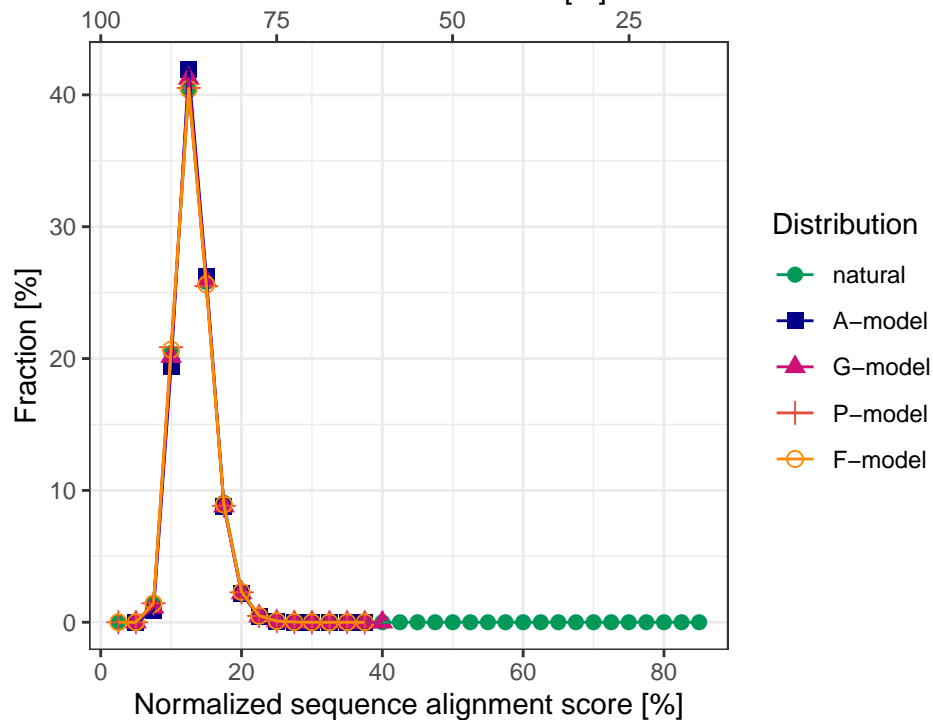 100 75 50 25
40
30
20
10
0
Fraction [%]
0 20 40 60 80
Normalized sequence alignment score [%]
Distribution
natural
A−model
G−model
P−model
F−model